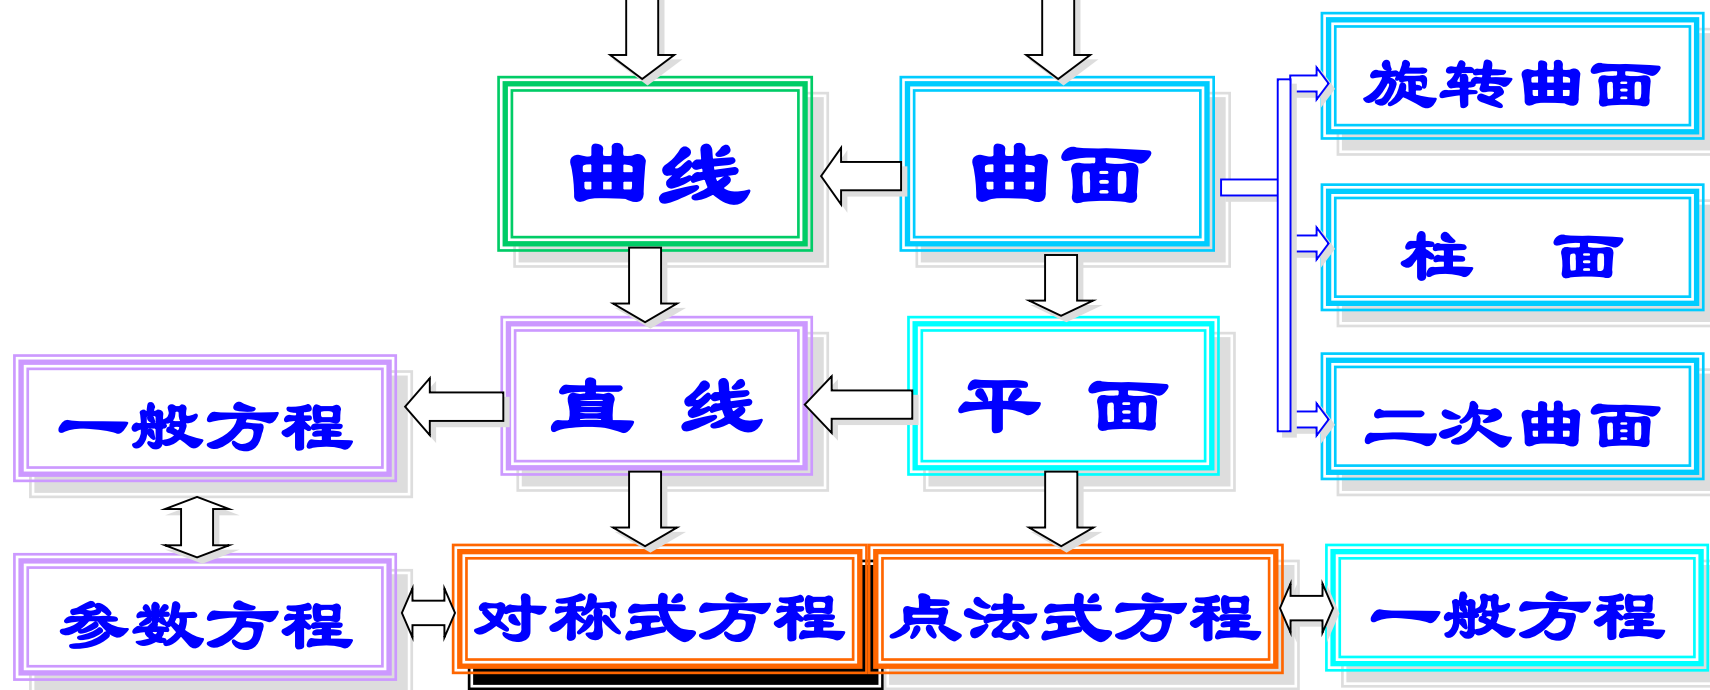 旋转曲面
曲线
曲面
柱 面
直 线
平 面
一般方程
二次曲面
参数方程
对称式方程
点法式方程
一般方程